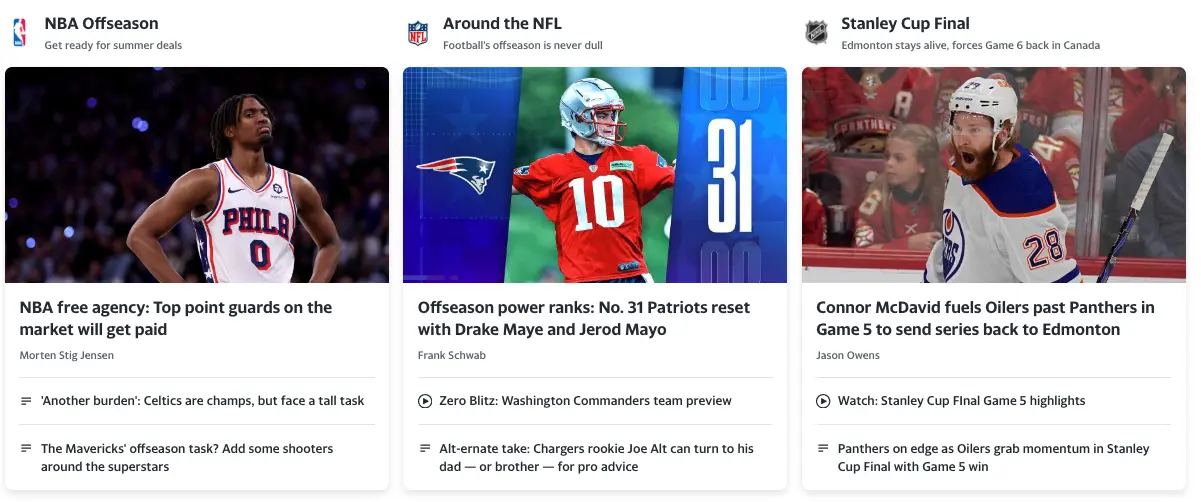 NBA Offseason
Get ready for summer deals
PHILA
0
NBA free agency: Top point guards on the
market will get paid
Morten Stig Jensen
'Another burden': Celtics are champs, but face a tall task
The Mavericks' offseason task? Add some shooters
around the superstars
NFL
Around the NFL
Football's offseason is never dull
10
31
Offseason power ranks: No. 31 Patriots reset
with Drake Maye and Jerod Mayo
Frank Schwab
Zero Blitz: Washington Commanders team preview
Alt-ernate take: Chargers rookie Joe Alt can turn to his
dad — or brother — for pro advice
Stanley Cup Final
Edmonton stays alive, forces Game 6 back in Canada
PANTHERS
8
29
28
OILERS
Connor McDavid fuels Oilers past Panthers in
Game 5 to send series back to Edmonton
Jason Owens
Watch: Stanley Cup FInal Game 5 highlights
Panthers on edge as Oilers grab momentum in Stanley
Cup Final with Game 5 win